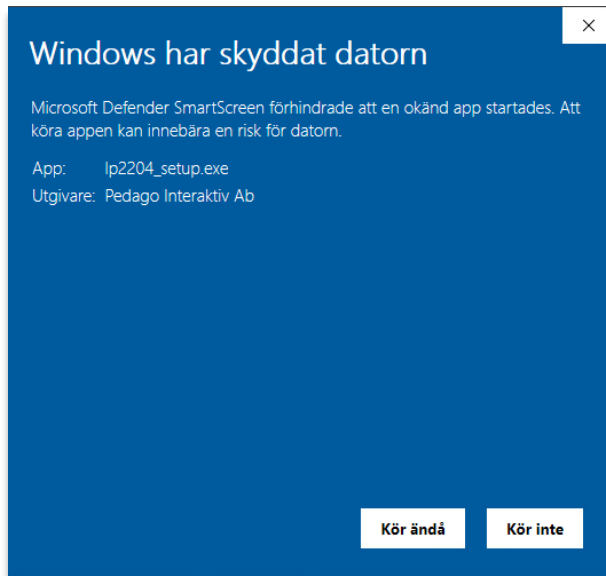 Windows har skyddat datorn
Microsoft Defender SmartScreen förhindrade att en okänd app startades. Att
köra appen kan innebära en risk för datorn.
App: lp2204_setup.exe
Utgivare: Pedago Interaktiv Ab
Kör ändå Kör inte